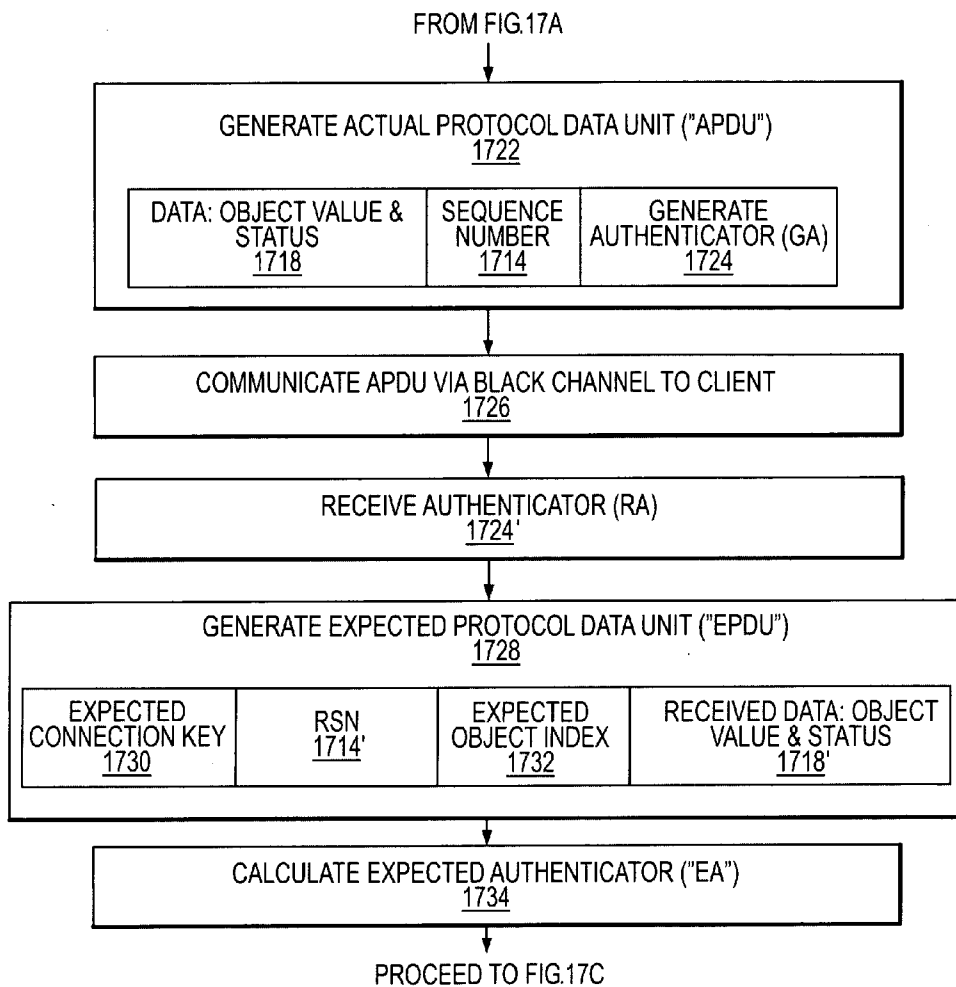 FROM FIG.17A
GENERATE ACTUAL PROTOCOL DATA UNIT ("APDU")
1722
DATA: OBJECT VALUE &
STATUS
1718
SEQUENCE
NUMBER
1714
GENERATE
AUTHENTICATOR (GA)
1724
COMMUNICATE APDU VIA BLACK CHANNEL TO CLIENT
1726
RECEIVE AUTHENTICATOR (RA)
1724'
GENERATE EXPECTED PROTOCOL DATA UNIT ("EPDU")
1728
EXPECTED
CONNECTION KEY
1730
RSN
1714'
EXPECTED
OBJECT INDEX
1732
RECEIVED DATA: OBJECT
VALUE & STATUS
1718'
CALCULATE EXPECTED AUTHENTICATOR ("EA")
1734
PROCEED TO FIG.17C